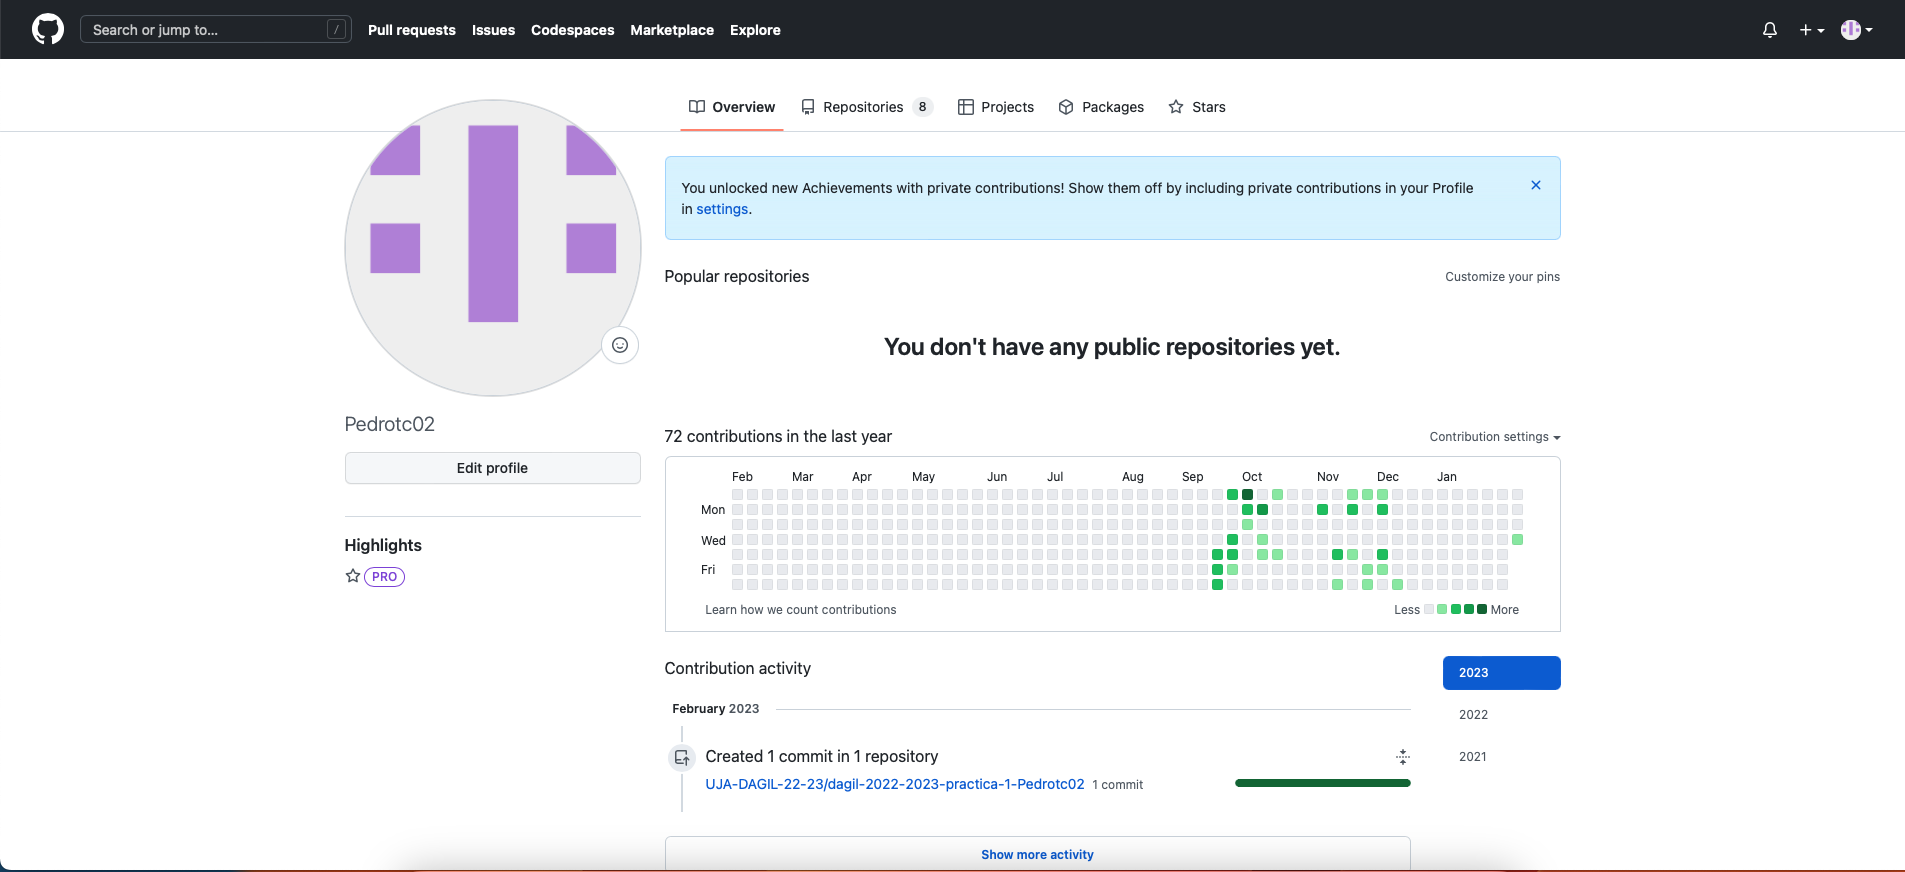 Search or jump to... / Pull requests Issues Codespaces Marketplace Explore
Overview Repositories 8 Projects Packages Stars
You unlocked new Achievements with private contributions! Show them off by including private contributions in your Profile
in settings.
Popular repositories Customize your pins
You don't have any public repositories yet.
Pedrotc02
Edit profile
Highlights
PRO
72 contributions in the last year Contribution settings
Feb Mar Apr May Jun Jul Aug Sep Oct Nov Dec Jan
Mon
Wed
Fri
Learn how we count contributions Less More
Contribution activity
2023
2022
2021
February 2023
Created 1 commit in 1 repository
UJA-DAGIL-22-23/dagil-2022-2023-practica-1-Pedrotc02 1 commit
Show more activity